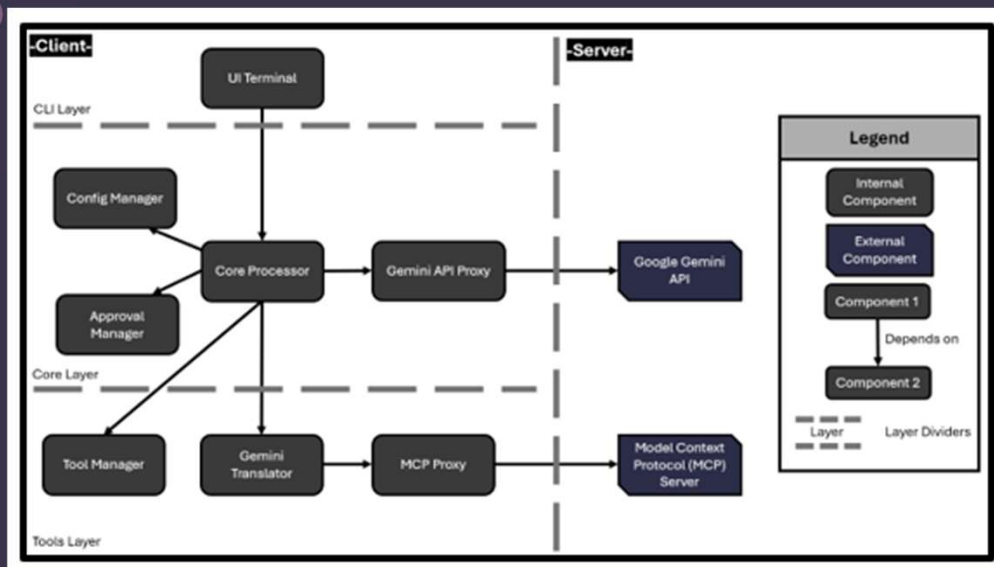 -Client-
-Server-
UI Terminal
CLI Layer
Legend
Internal
Component
External
Component
Component 1
Depends on
Component 2
Layer
Layer Dividers
Config Manager
Core Processor
Gemini API Proxy
Google Gemini
API
Approval
Manager
Core Layer
Tool Manager
Gemini
Translator
MCP Proxy
Model Context
Protocol (MCP)
Server
Tools Layer